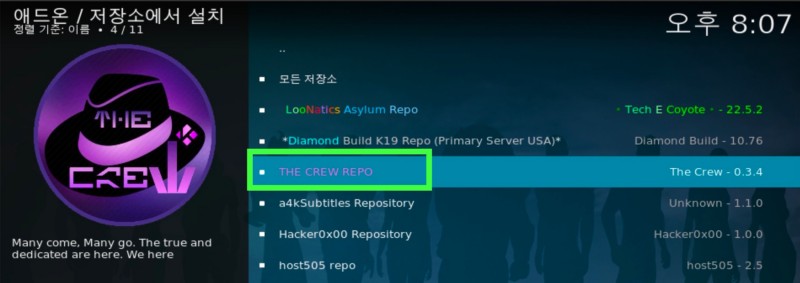 애드온 / 저장소에서 설치
정렬 기준: 이름 • 4 / 11
오후 8:07
THE
CREW
..
모든 저장소
LooNatics Asylum Repo ◦ Tech E Coyote ◦ - 22.5.2
*Diamond Build K19 Repo (Primary Server USA)* Diamond Build - 10.76
THE CREW REPO The Crew - 0.3.4
a4kSubtitles Repository Unknown - 1.1.0
Hacker0x00 Repository Hacker0x00 - 1.0.0
host505 repo host505 - 2.5
Many come, Many go. The true and
dedicated are here. We here